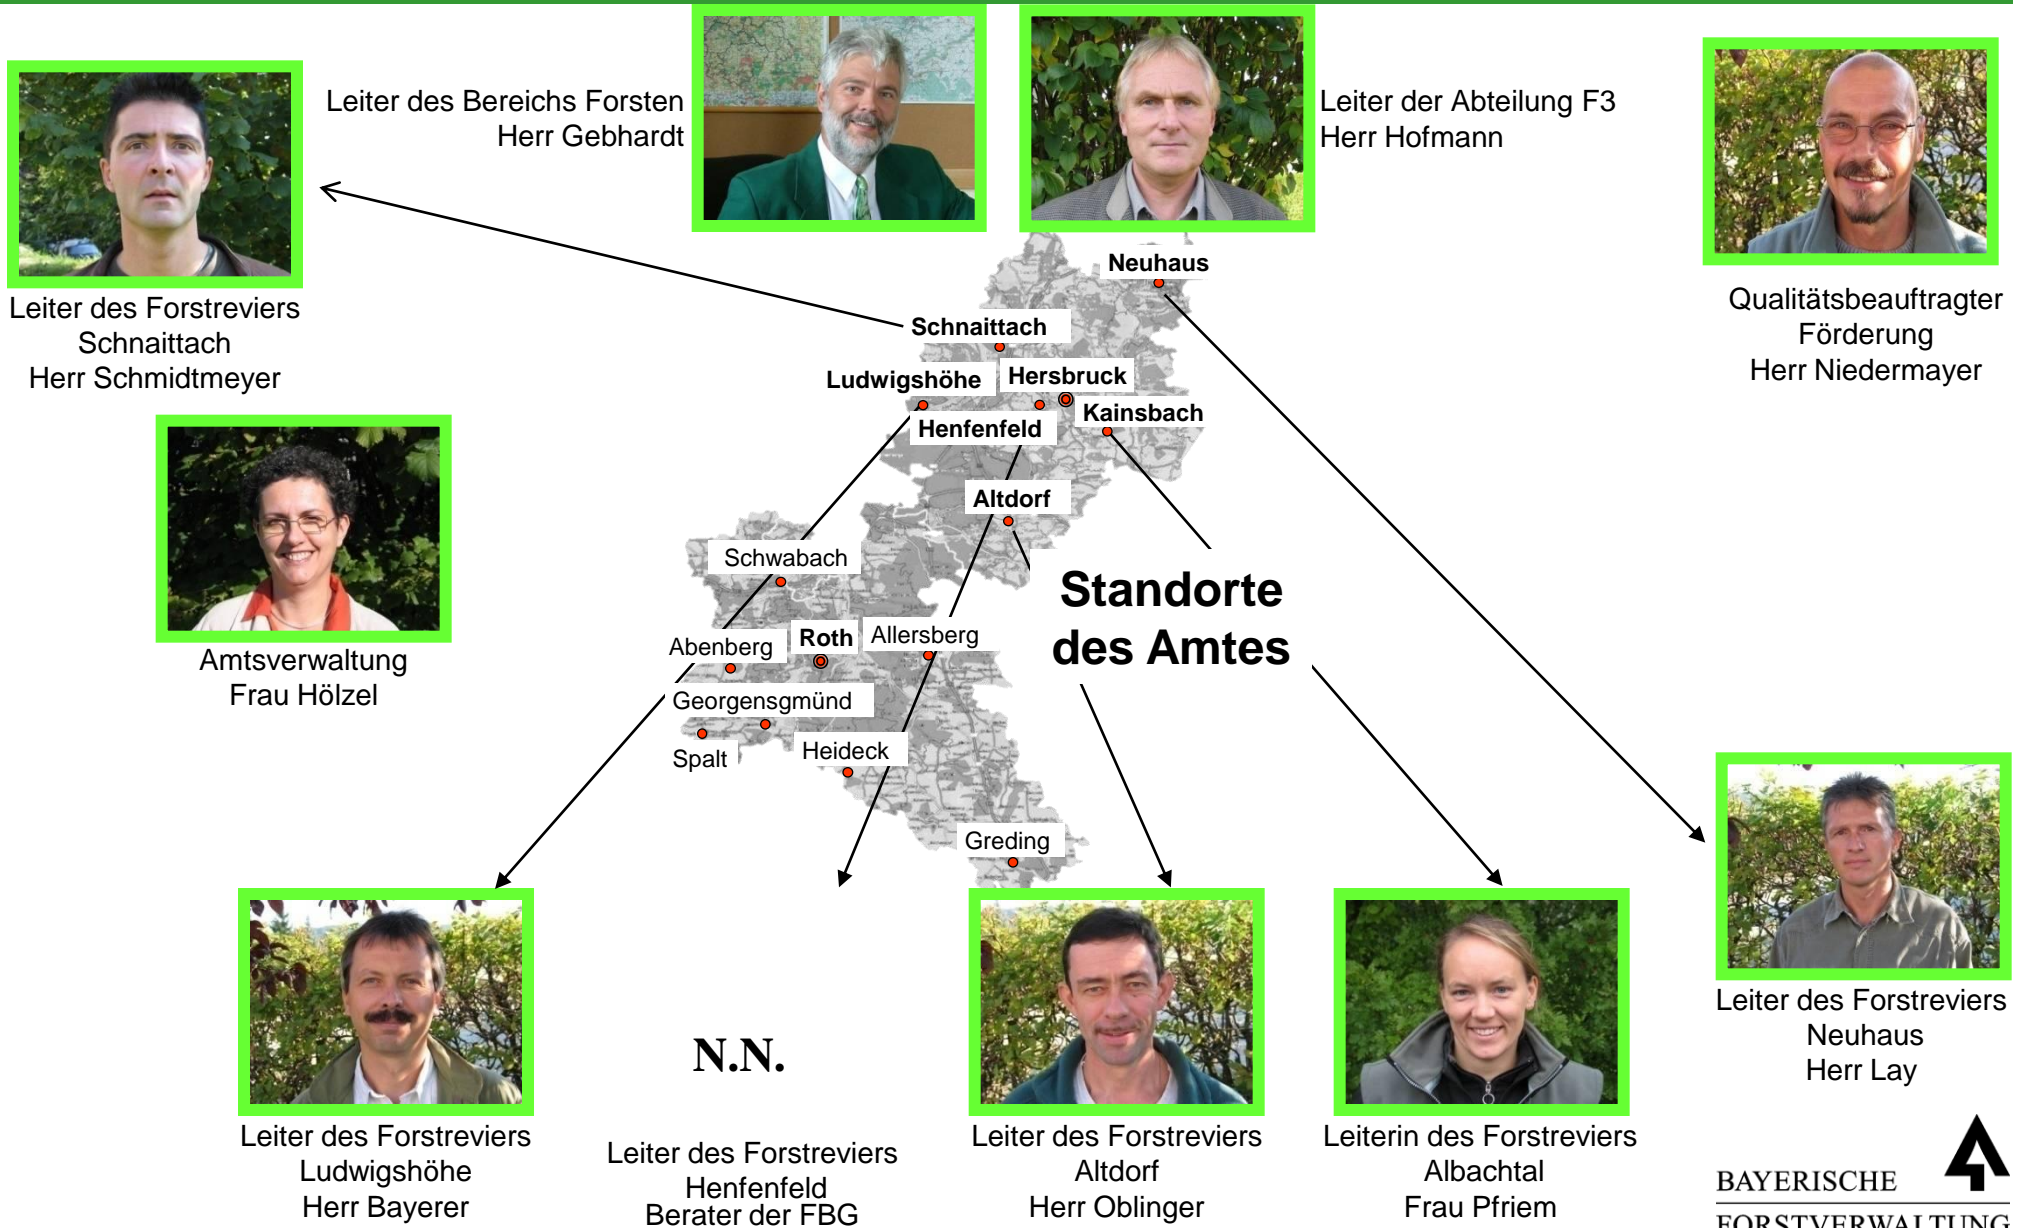 Leiter des Bereichs Forsten
Herr Gebhardt
Leiter der Abteilung F3
Herr Hofmann
Leiter des Forstreviers
Schnaittach
Herr Schmidtmeyer
Qualitätsbeauftragter
Förderung
Herr Niedermayer
Amtsverwaltung
Frau Hölzel
Neuhaus
Schnaittach
Ludwigshöhe
Hersbruck
Kainsbach
Henfenfeld
Altdorf
Schwabach
Abenberg
Roth
Allersberg
Georgensgmünd
Spalt
Heideck
Greding
Standorte
des Amtes
Leiter des Forstreviers
Neuhaus
Herr Lay
Leiter des Forstreviers
Ludwigshöhe
Herr Bayerer
N.N.
Leiter des Forstreviers
Henfenfeld
Berater der FBG
Leiter des Forstreviers
Altdorf
Herr Oblinger
Leiterin des Forstreviers
Albachtal
Frau Pfriem
BAYERISCHE
FORSTVERWALTUNG